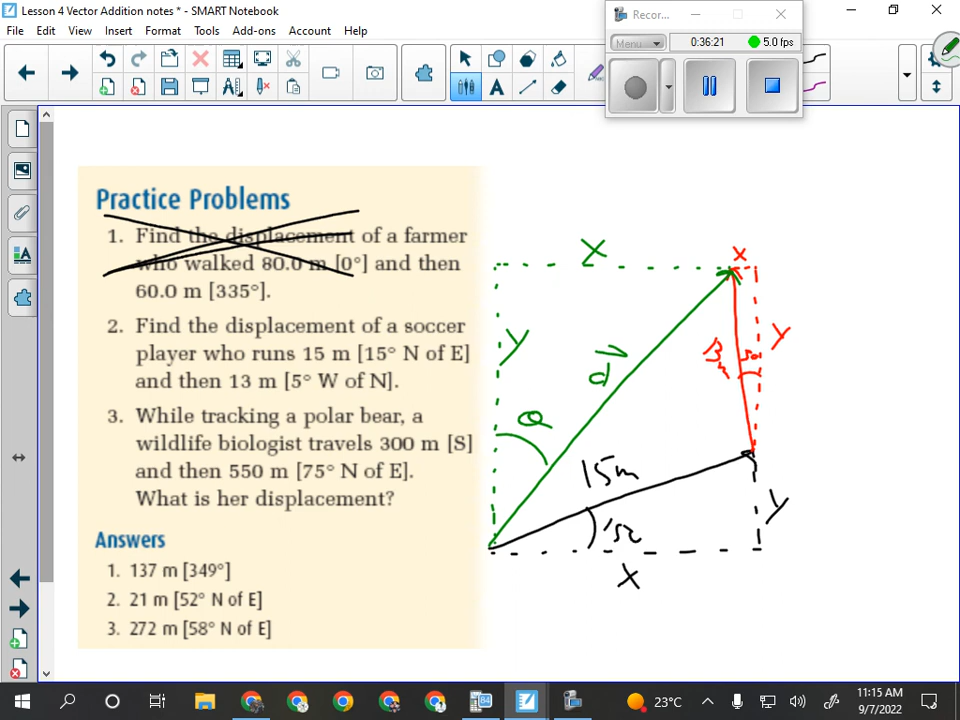 Lesson 4 Vector Addition notes * - SMART Notebook
File Edit View Insert Format Tools Add-ons Account Help
Recor...
Menu
0:36:21
5.0 fps
Practice Problems
1. Find the displacement of a farmer
who walked 80.0 m [0°] and then
60.0 m [335°].
2. Find the displacement of a soccer
player who runs 15 m [15° N of E]
and then 13 m [5° W of N].
3. While tracking a polar bear, a
wildlife biologist travels 300 m [S]
and then 550 m [75° N of E].
What is her displacement?
Answers
1. 137 m [349°]
2. 21 m [52° N of E]
3. 272 m [58° N of E]
x
x
y
y
d
θ
15m
y
x
23°C
11:15 AM
9/7/2022